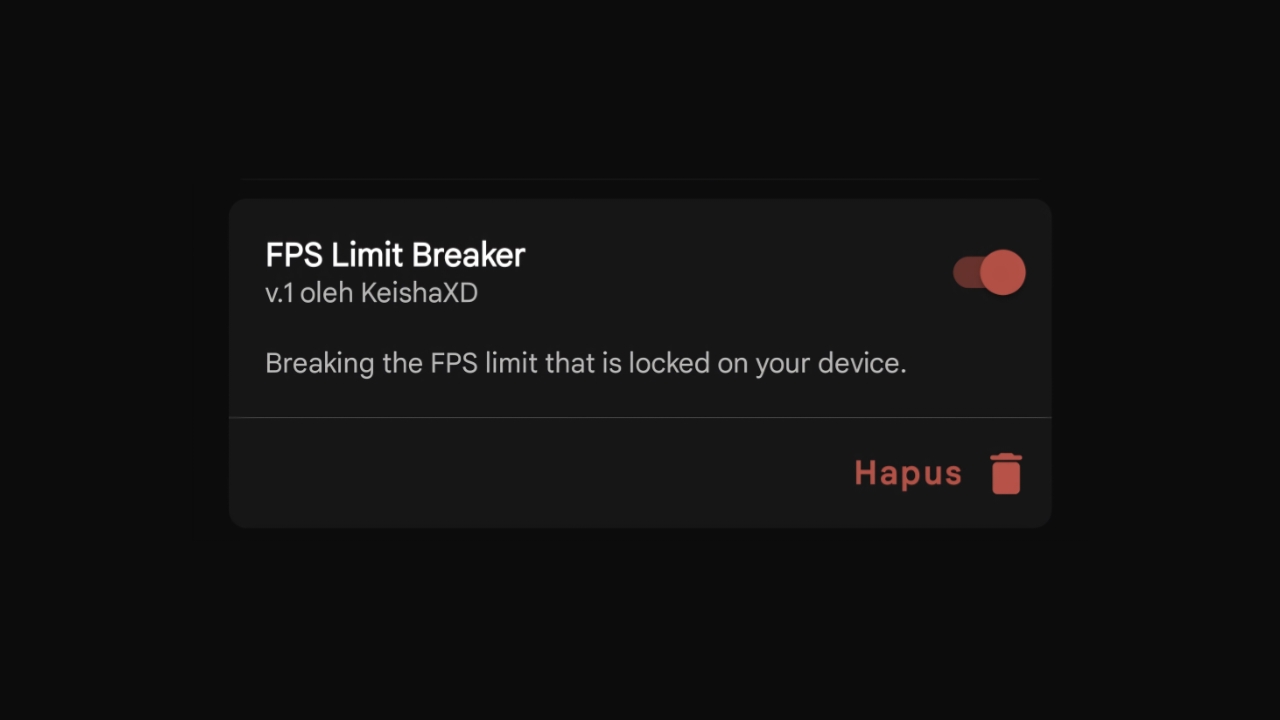 FPS Limit Breaker
v.1 oleh KeishaXD
Breaking the FPS limit that is locked on your device.
Hapus